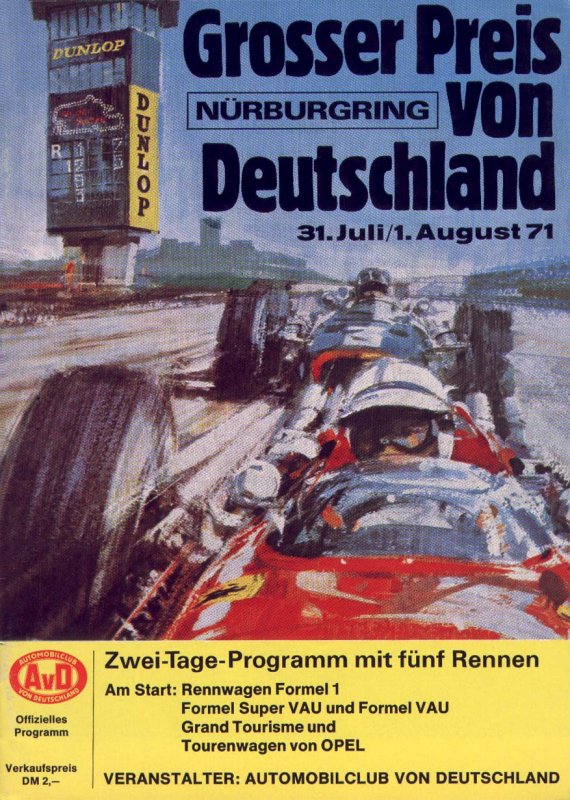 DUNLOP
DUNLOP
Grosser Preis
NÜRBURGRING von
Deutschland
31. Juli/1. August 71
AUTOMOBILCLUB
AvD
VON DEUTSCHLAND
Offizielles
Programm
Verkaufspreis
DM 2,—
Zwei-Tage-Programm mit fünf Rennen
Am Start: Rennwagen Formel 1
Formel Super VAU und Formel VAU
Grand Tourisme und
Tourenwagen von OPEL
VERANSTALTER: AUTOMOBILCLUB VON DEUTSCHLAND